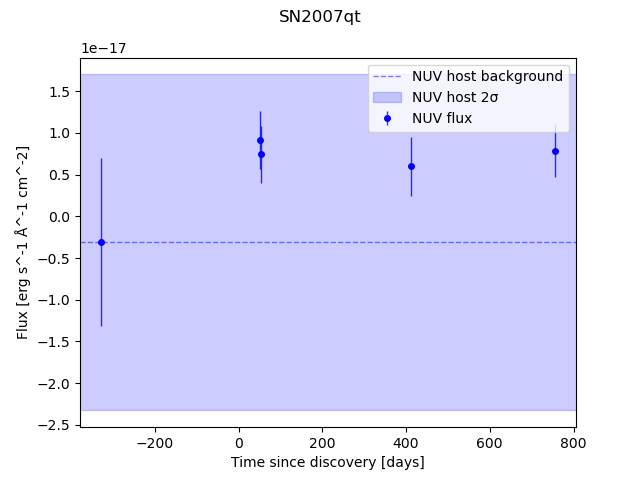 SN2007qt
1e−17
NUV host background
NUV host 2σ
NUV flux
1.5
1.0
0.5
0.0
−0.5
−1.0
−1.5
−2.0
−2.5
Flux [erg s^-1 Å^-1 cm^-2]
−200
0
200
400
600
800
Time since discovery [days]